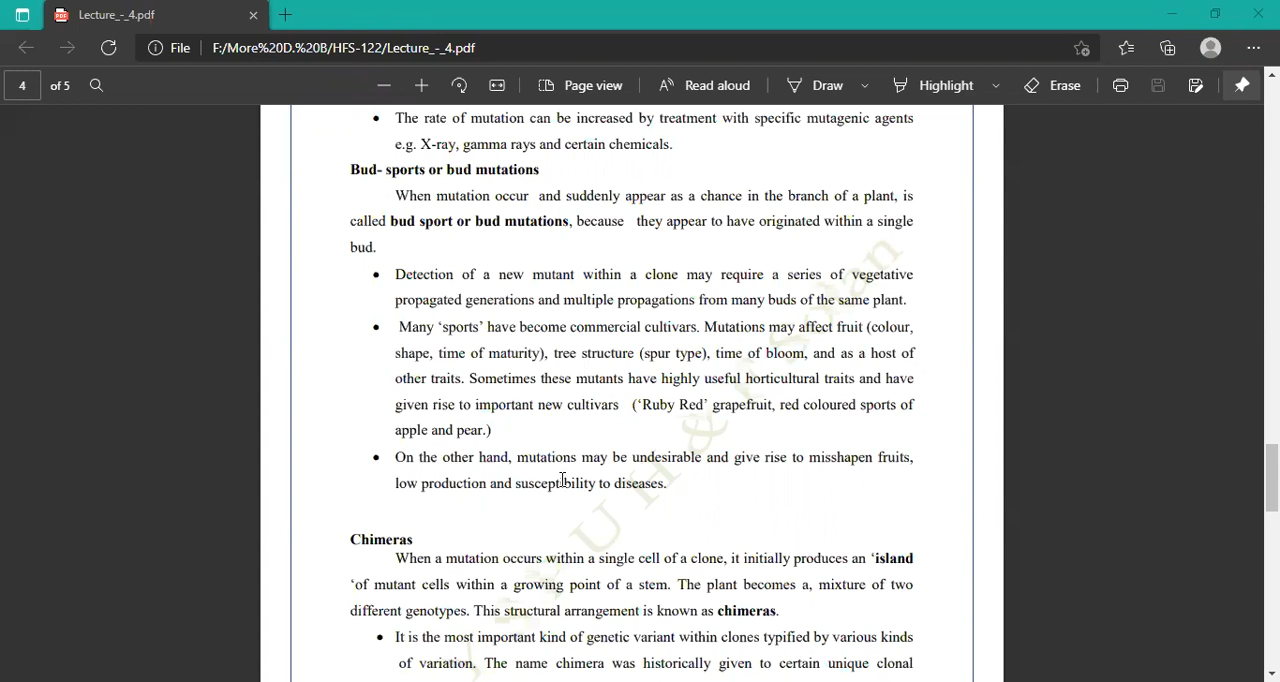 Lecture_-_4.pdf
File F:/More%20D.%20B/HFS-122/Lecture_-_4.pdf
4 of 5 Page view Read aloud Draw Highlight Erase
• The rate of mutation can be increased by treatment with specific mutagenic agents
e.g. X-ray, gamma rays and certain chemicals.
Bud- sports or bud mutations
When mutation occur and suddenly appear as a chance in the branch of a plant, is
called bud sport or bud mutations, because they appear to have originated within a single
bud.
• Detection of a new mutant within a clone may require a series of vegetative
propagated generations and multiple propagations from many buds of the same plant.
• Many ‘sports’ have become commercial cultivars. Mutations may affect fruit (colour,
shape, time of maturity), tree structure (spur type), time of bloom, and as a host of
other traits. Sometimes these mutants have highly useful horticultural traits and have
given rise to important new cultivars (‘Ruby Red’ grapefruit, red coloured sports of
apple and pear.)
• On the other hand, mutations may be undesirable and give rise to misshapen fruits,
low production and susceptibility to diseases.
Chimeras
When a mutation occurs within a single cell of a clone, it initially produces an ‘island
‘of mutant cells within a growing point of a stem. The plant becomes a, mixture of two
different genotypes. This structural arrangement is known as chimeras.
• It is the most important kind of genetic variant within clones typified by various kinds
of variation. The name chimera was historically given to certain unique clonal